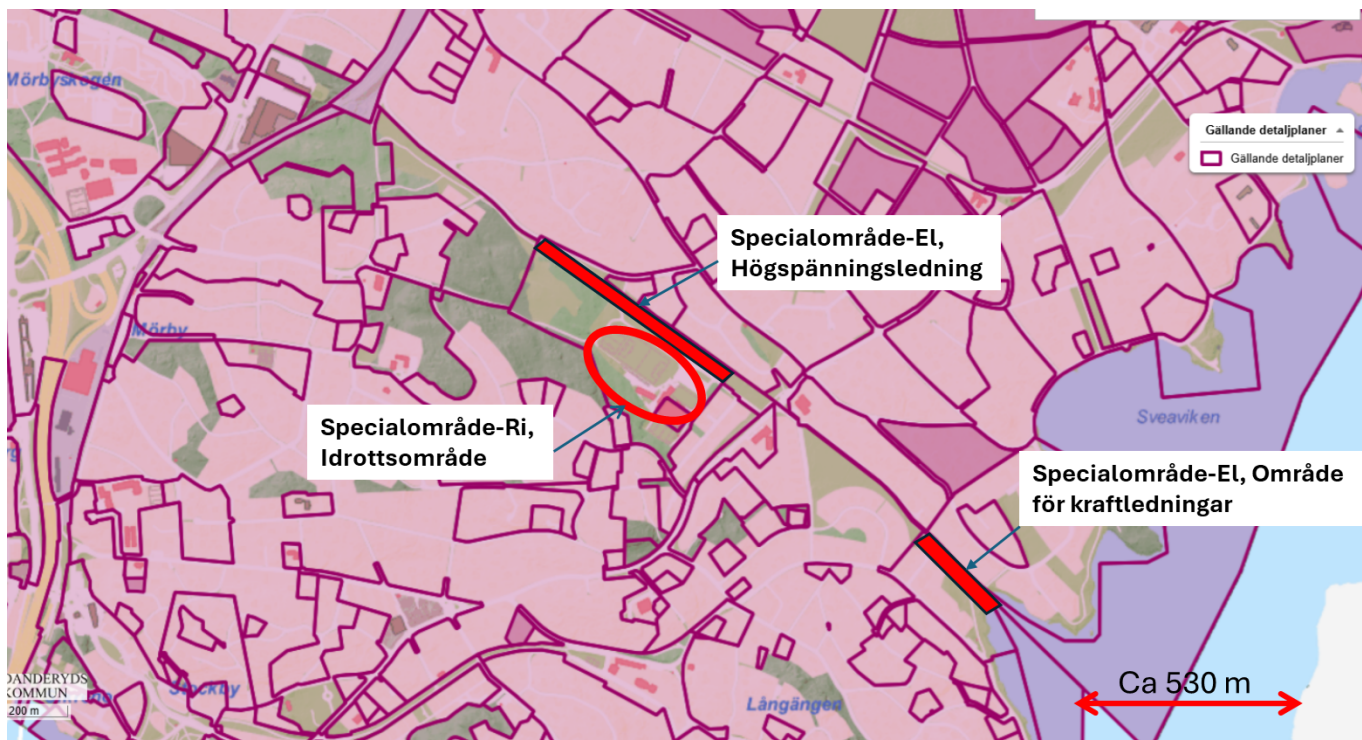 Mörbyskogen
Gällande detaljplaner
Gällande detaljplaner
Specialområde-El,
Högspänningsledning
Mörby
Specialområde-Ri,
Idrottsområde
Sveaviken
Specialområde-El, Område
för kraftledningar
Ca 530 m
DANDERYDS
KOMMUN
200 m
Stockby
Långängen